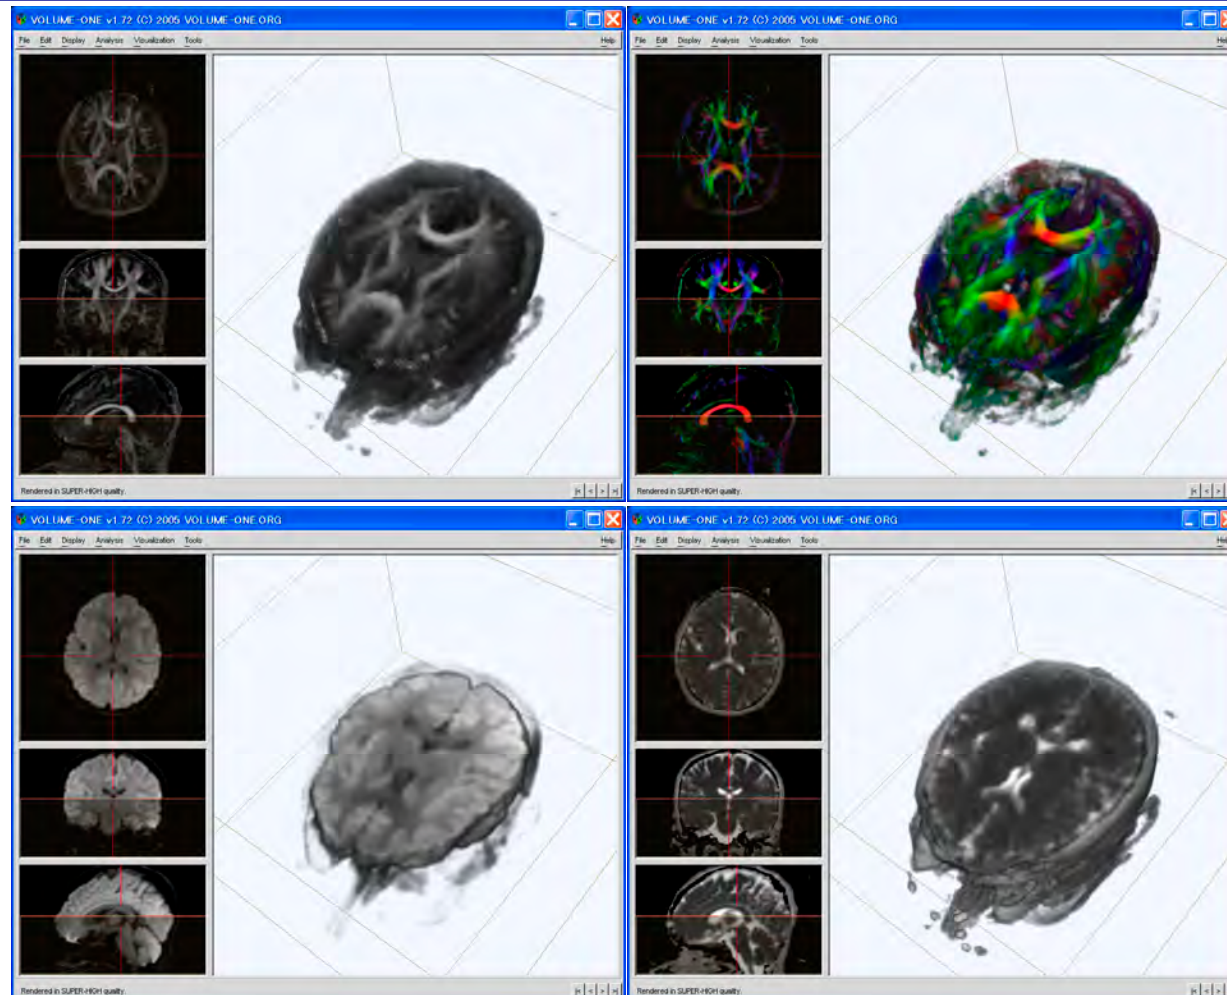 VOLUME-ONE v1.72 (C) 2005 VOLUME-ONE.ORG
File Edit Display Analysis Visualization Tools Help
Rendered in SUPER-HIGH quality.
VOLUME-ONE v1.72 (C) 2005 VOLUME-ONE.ORG
File Edit Display Analysis Visualization Tools Help
Rendered in SUPER-HIGH quality.
VOLUME-ONE v1.72 (C) 2005 VOLUME-ONE.ORG
File Edit Display Analysis Visualization Tools Help
Rendered in SUPER-HIGH quality.
VOLUME-ONE v1.72 (C) 2005 VOLUME-ONE.ORG
File Edit Display Analysis Visualization Tools Help
Rendered in SUPER-HIGH quality.